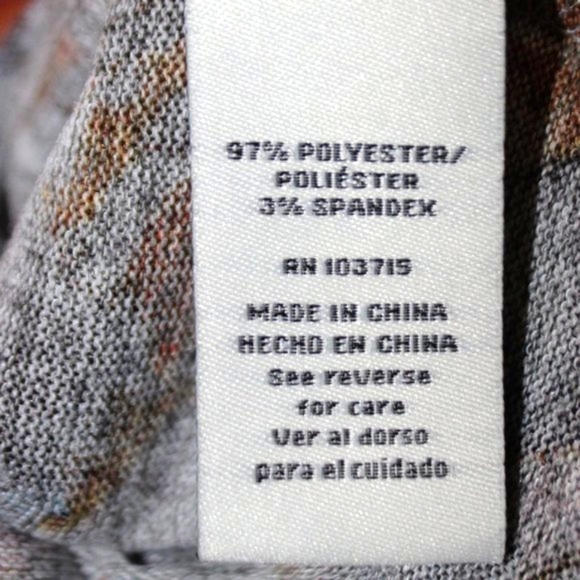 97% POLYESTER/
POLIÉSTER
3% SPANDEX
RN 103715
MADE IN CHINA
HECHO EN CHINA
See reverse
for care
Ver al dorso
para el cuidado